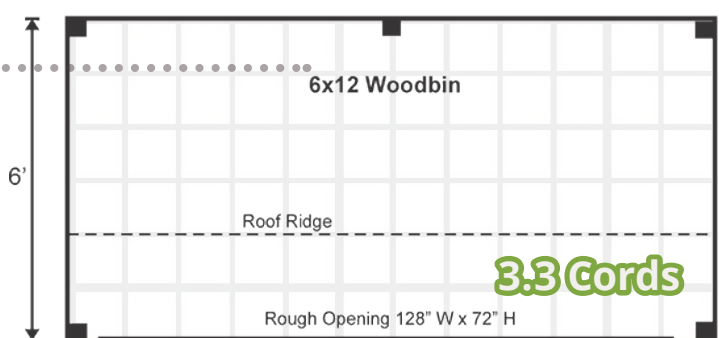 6x12 Woodbin
6’
Roof Ridge
3.3 Cords
Rough Opening 128” W x 72” H